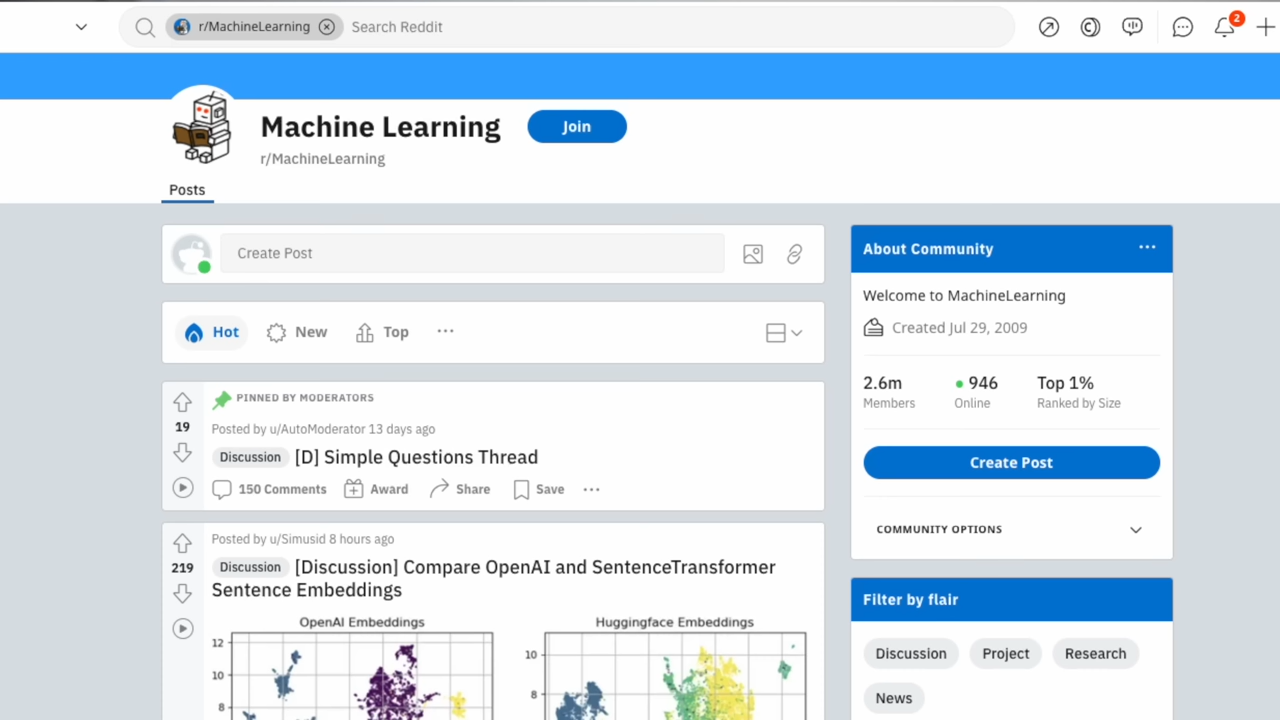 r/MachineLearning Search Reddit
2
Machine Learning
Join
r/MachineLearning
Posts
Create Post
Hot New Top
PINNED BY MODERATORS
19
Posted by u/AutoModerator 13 days ago
Discussion [D] Simple Questions Thread
150 Comments Award Share Save
Posted by u/Simusid 8 hours ago
219
Discussion [Discussion] Compare OpenAI and SentenceTransformer
Sentence Embeddings
OpenAI Embeddings
12
10
8
Huggingface Embeddings
10
8
About Community
Welcome to MachineLearning
Created Jul 29, 2009
2.6m 946 Top 1%
Members Online Ranked by Size
Create Post
COMMUNITY OPTIONS
Filter by flair
Discussion Project Research
News